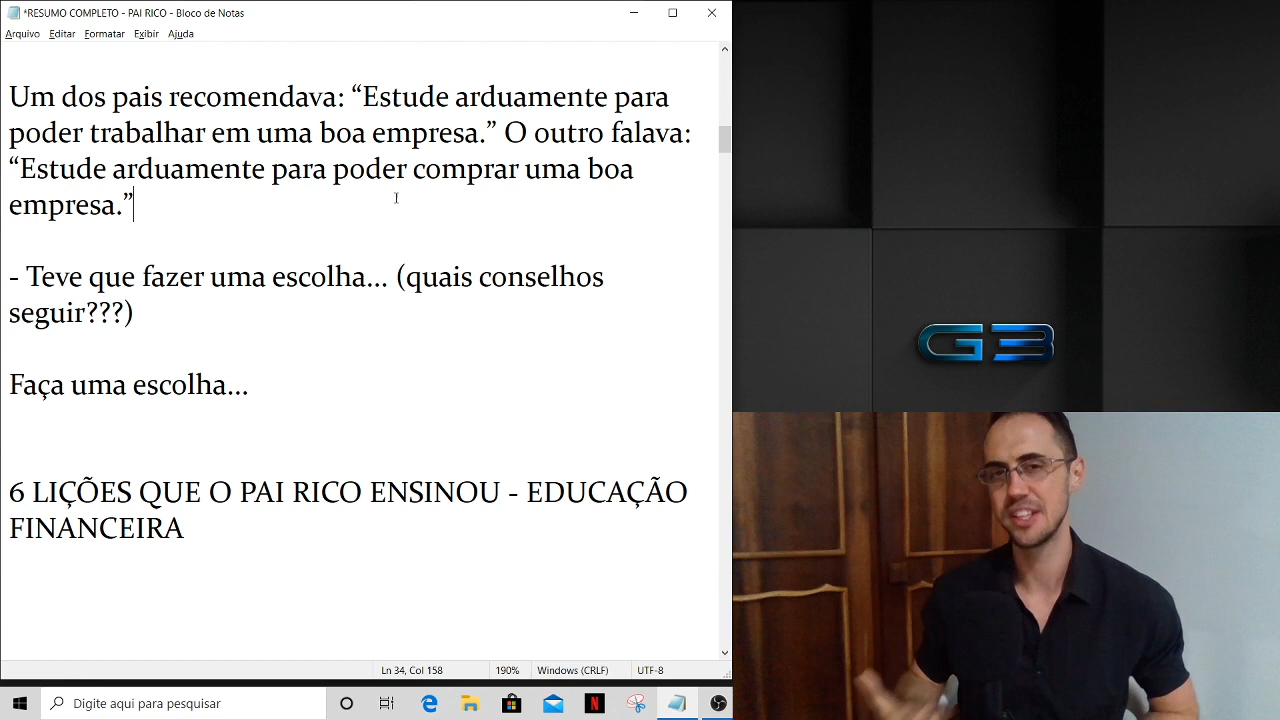 *RESUMO COMPLETO - PAI RICO - Bloco de Notas
Arquivo Editar Formatar Exibir Ajuda
Um dos pais recomendava: “Estude arduamente para
poder trabalhar em uma boa empresa.” O outro falava:
“Estude arduamente para poder comprar uma boa
empresa.”
- Teve que fazer uma escolha... (quais conselhos
seguir???)
Faça uma escolha...
6 LIÇÕES QUE O PAI RICO ENSINOU - EDUCAÇÃO
FINANCEIRA
Ln 34, Col 158 190% Windows (CRLF) UTF-8
Digite aqui para pesquisar
G3